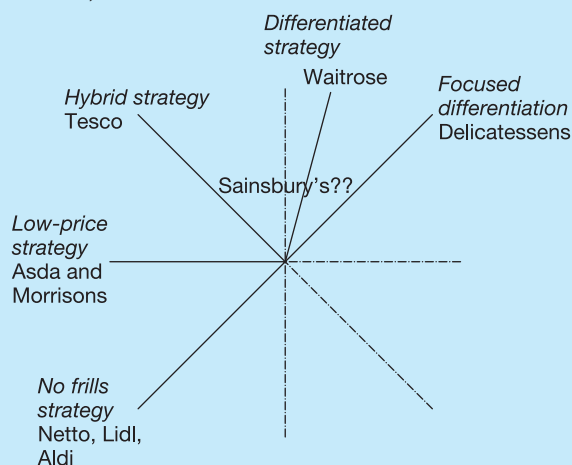 Differentiated
strategy
Waitrose
Focused
differentiation
Delicatessens
Hybrid strategy
Tesco
Sainsbury's??
Low-price
strategy
Asda and
Morrisons
No frills
strategy
Netto, Lidl,
Aldi